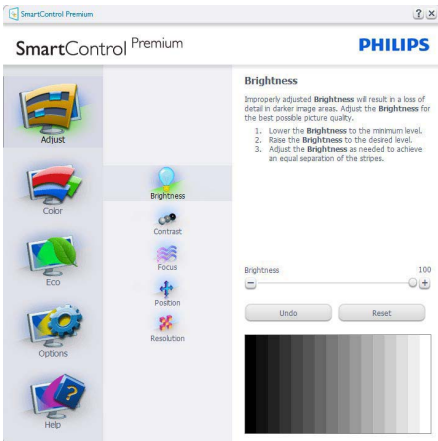 SmartControl Premium
SmartControl Premium
PHILIPS
Adjust
Color
Eco
Options
Help
Brightness
Contrast
Focus
Position
Resolution
Brightness
Improperly adjusted Brightness will result in a loss of
detail in darker image areas. Adjust the Brightness for
the best possible picture quality.
1. Lower the Brightness to the minimum level.
2. Raise the Brightness to the desired level.
3. Adjust the Brightness as needed to achieve
an equal separation of the stripes.
Brightness 100
Undo Reset